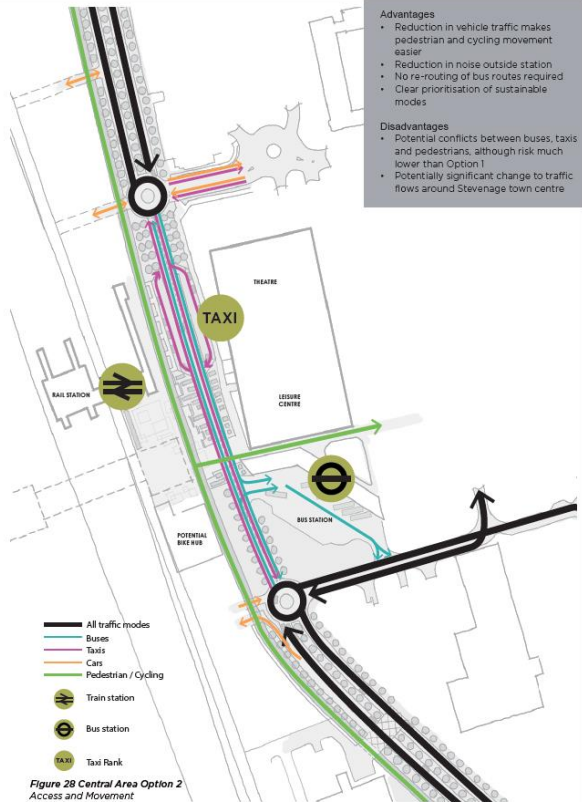 Advantages
• Reduction in vehicle traffic makes
pedestrian and cycling movement
easier
• Reduction in noise outside station
• No re-routing of bus routes required
• Clear prioritisation of sustainable
modes
Disadvantages
• Potential conflicts between buses, taxis
and pedestrians, although risk much
lower than Option 1
• Potentially significant change to traffic
flows around Stevenage town centre
THEATRE
TAXI
RAIL STATION
LEISURE
CENTRE
BUS STATION
POTENTIAL
BIKE HUB
All traffic modes
Buses
Taxis
Cars
Pedestrian / Cycling
Train station
Bus station
TAXI
Taxi Rank
Figure 28 Central Area Option 2
Access and Movement